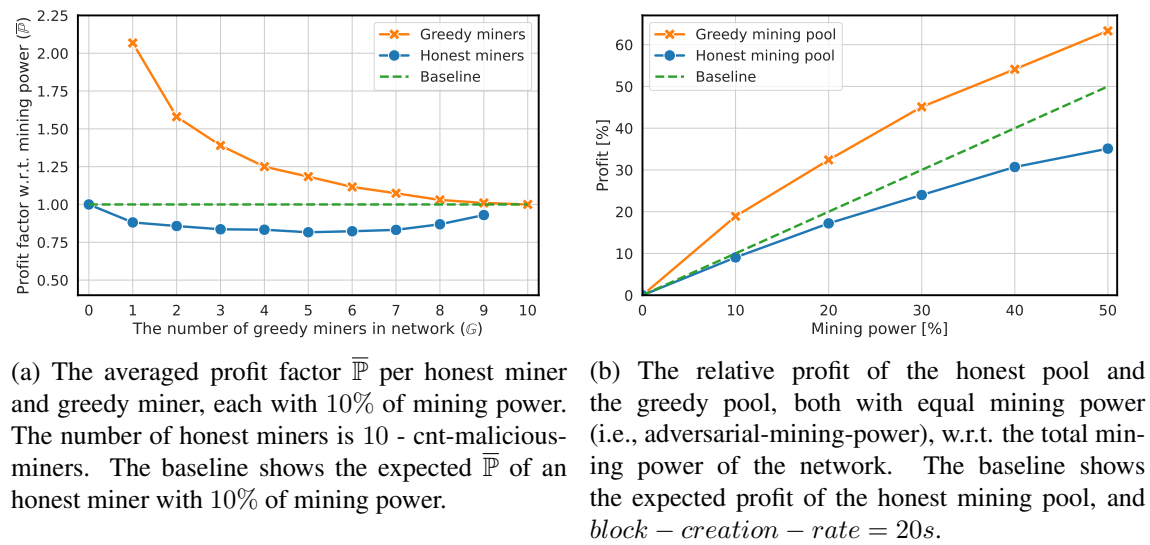 2.25
2.00
1.75
1.50
1.25
1.00
0.75
0.50
Profit factor w.r.t. mining power (ℙ̅)
Greedy miners
Honest miners
Baseline
0 1 2 3 4 5 6 7 8 9 10
The number of greedy miners in network (𝔾)
60
50
40
30
20
10
0
Profit [%]
Greedy mining pool
Honest mining pool
Baseline
0 10 20 30 40 50
Mining power [%]
(a) The averaged profit factor ℙ̅ per honest miner
and greedy miner, each with 10% of mining power.
The number of honest miners is 10 - cnt-malicious-
miners. The baseline shows the expected ℙ̅ of an
honest miner with 10% of mining power.
(b) The relative profit of the honest pool and
the greedy pool, both with equal mining power
(i.e., adversarial-mining-power), w.r.t. the total min-
ing power of the network. The baseline shows
the expected profit of the honest mining pool, and
block − creation − rate = 20s.